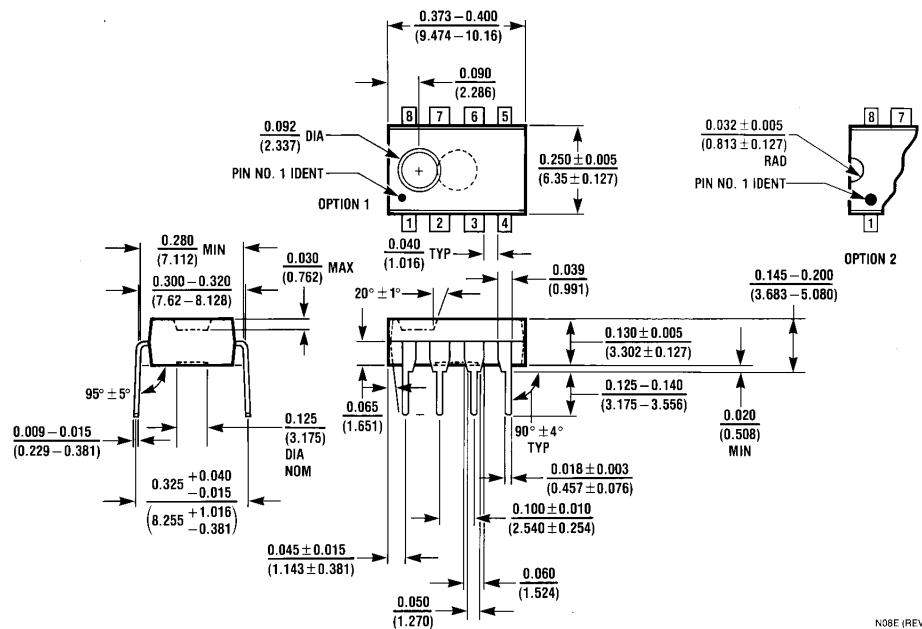 0.373 – 0.400
(9.474 – 10.16)
0.090
(2.286)
8 7 6 5
0.092 DIA
(2.337)
PIN NO. 1 IDENT
OPTION 1
1 2 3 4
0.250 ± 0.005
(6.35 ± 0.127)
0.032 ± 0.005
(0.813 ± 0.127)
RAD
PIN NO. 1 IDENT
8 7
1
OPTION 2
0.280 MIN
(7.112)
0.030 MAX
(0.762)
0.300 – 0.320
(7.62 – 8.128)
0.040 TYP
(1.016)
0.039
(0.991)
20° ± 1°
0.145 – 0.200
(3.683 – 5.080)
0.130 ± 0.005
(3.302 ± 0.127)
95° ± 5°
0.125
(3.175)
DIA
NOM
0.065
(1.651)
90° ± 4°
TYP
0.125 – 0.140
(3.175 – 3.556)
0.020
(0.508)
MIN
0.009 – 0.015
(0.229 – 0.381)
0.325 +0.040
–0.015
(8.255 +1.016
–0.381)
0.018 ± 0.003
(0.457 ± 0.076)
0.100 ± 0.010
(2.540 ± 0.254)
0.045 ± 0.015
(1.143 ± 0.381)
0.060
(1.524)
0.050
(1.270)
N08E (REV